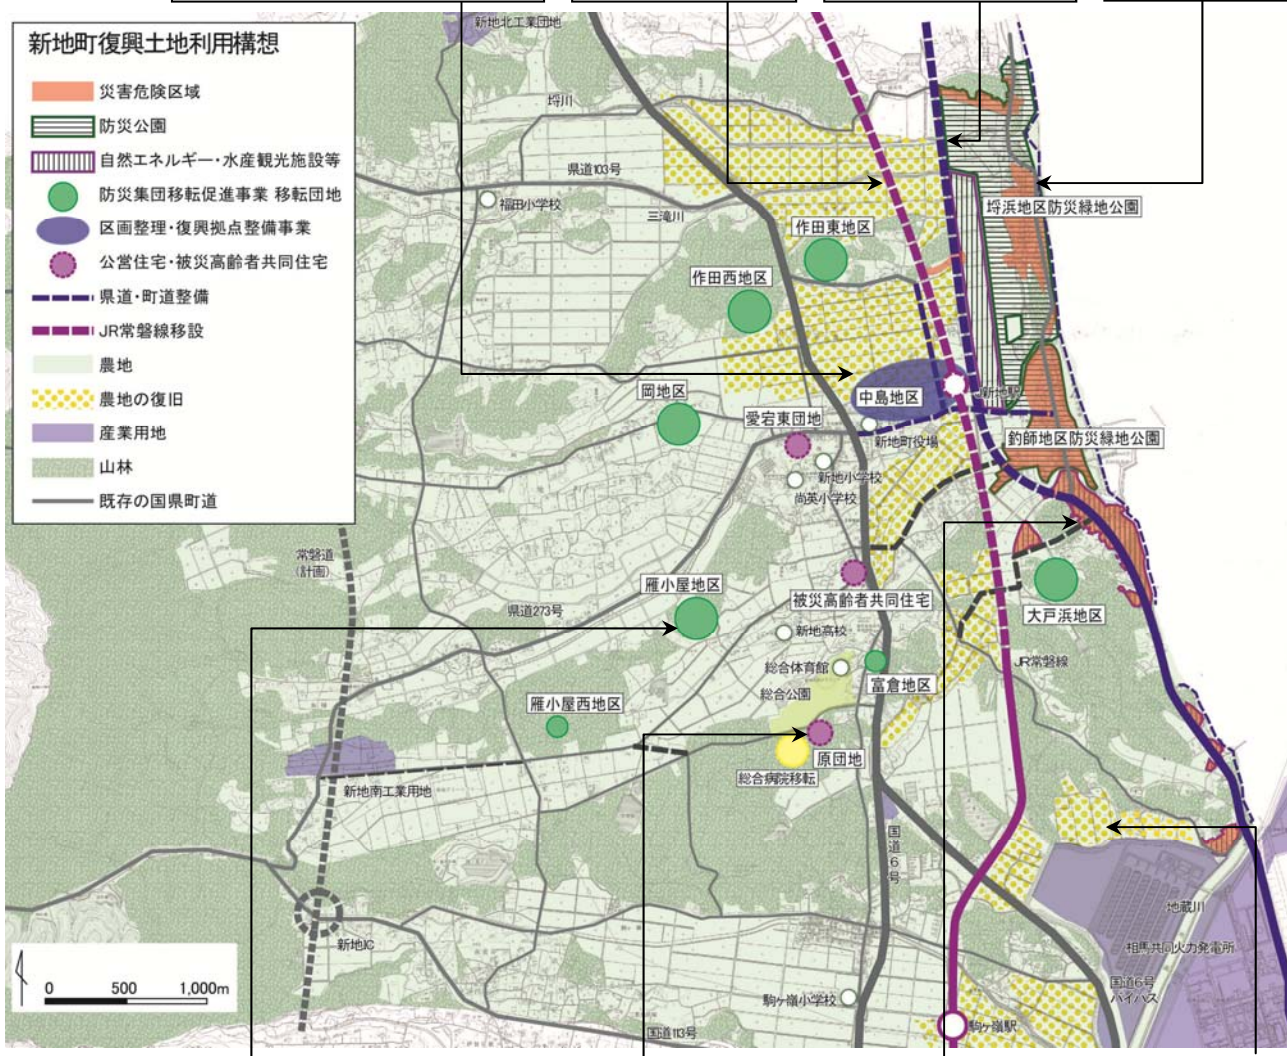 新地町復興土地利用構想
災害危険区域
防災公園
自然エネルギー・水産観光施設等
防災集団移転促進事業 移転団地
区画整理・復興拠点整備事業
公営住宅・被災高齢者共同住宅
県道・町道整備
JR常磐線移設
農地
農地の復旧
産業用地
山林
既存の国県町道
新地北工業団地
埒川
県道103号
福田小学校
三滝川
埒浜地区防災緑地公園
作田東地区
作田西地区
中島地区
新地駅
岡地区
愛宕東団地
新地町役場
釣師地区防災緑地公園
新地小学校
尚英小学校
常磐道
(計画)
雁小屋地区
被災高齢者共同住宅
大戸浜地区
県道273号
新地高校
JR常磐線
総合体育館
富倉地区
総合公園
雁小屋西地区
原団地
総合病院移転
新地南工業用地
国道6号
地蔵川
新地IC
相馬共同火力発電所
国道6号
バイパス
0 500 1,000m
駒ヶ嶺小学校
駒ヶ嶺駅
国道113号